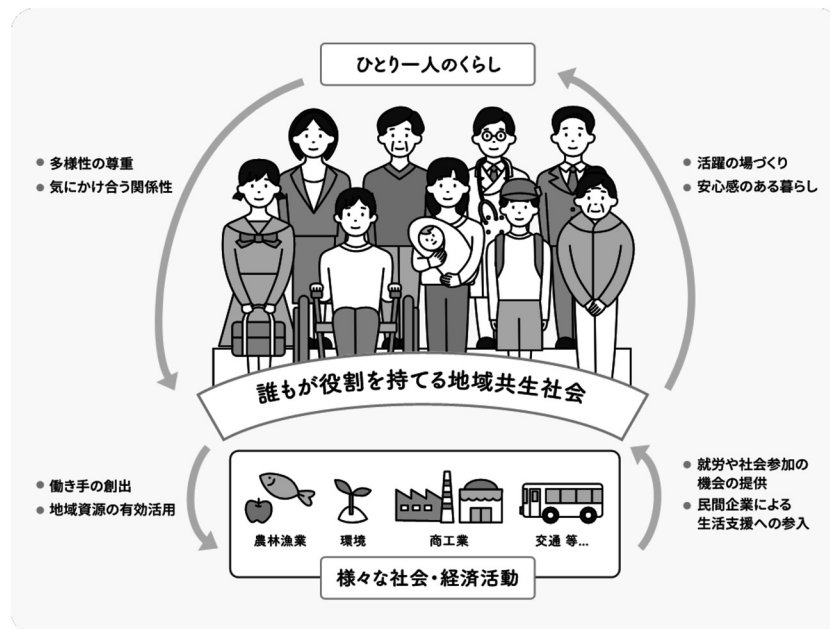 ひとり一人のくらし
● 多様性の尊重
● 気にかけ合う関係性
● 活躍の場づくり
● 安心感のある暮らし
誰もが役割を持てる地域共生社会
● 働き手の創出
● 地域資源の有効活用
● 就労や社会参加の
機会の提供
● 民間企業による
生活支援への参入
農林漁業
環境
商工業
交通 等...
様々な社会・経済活動